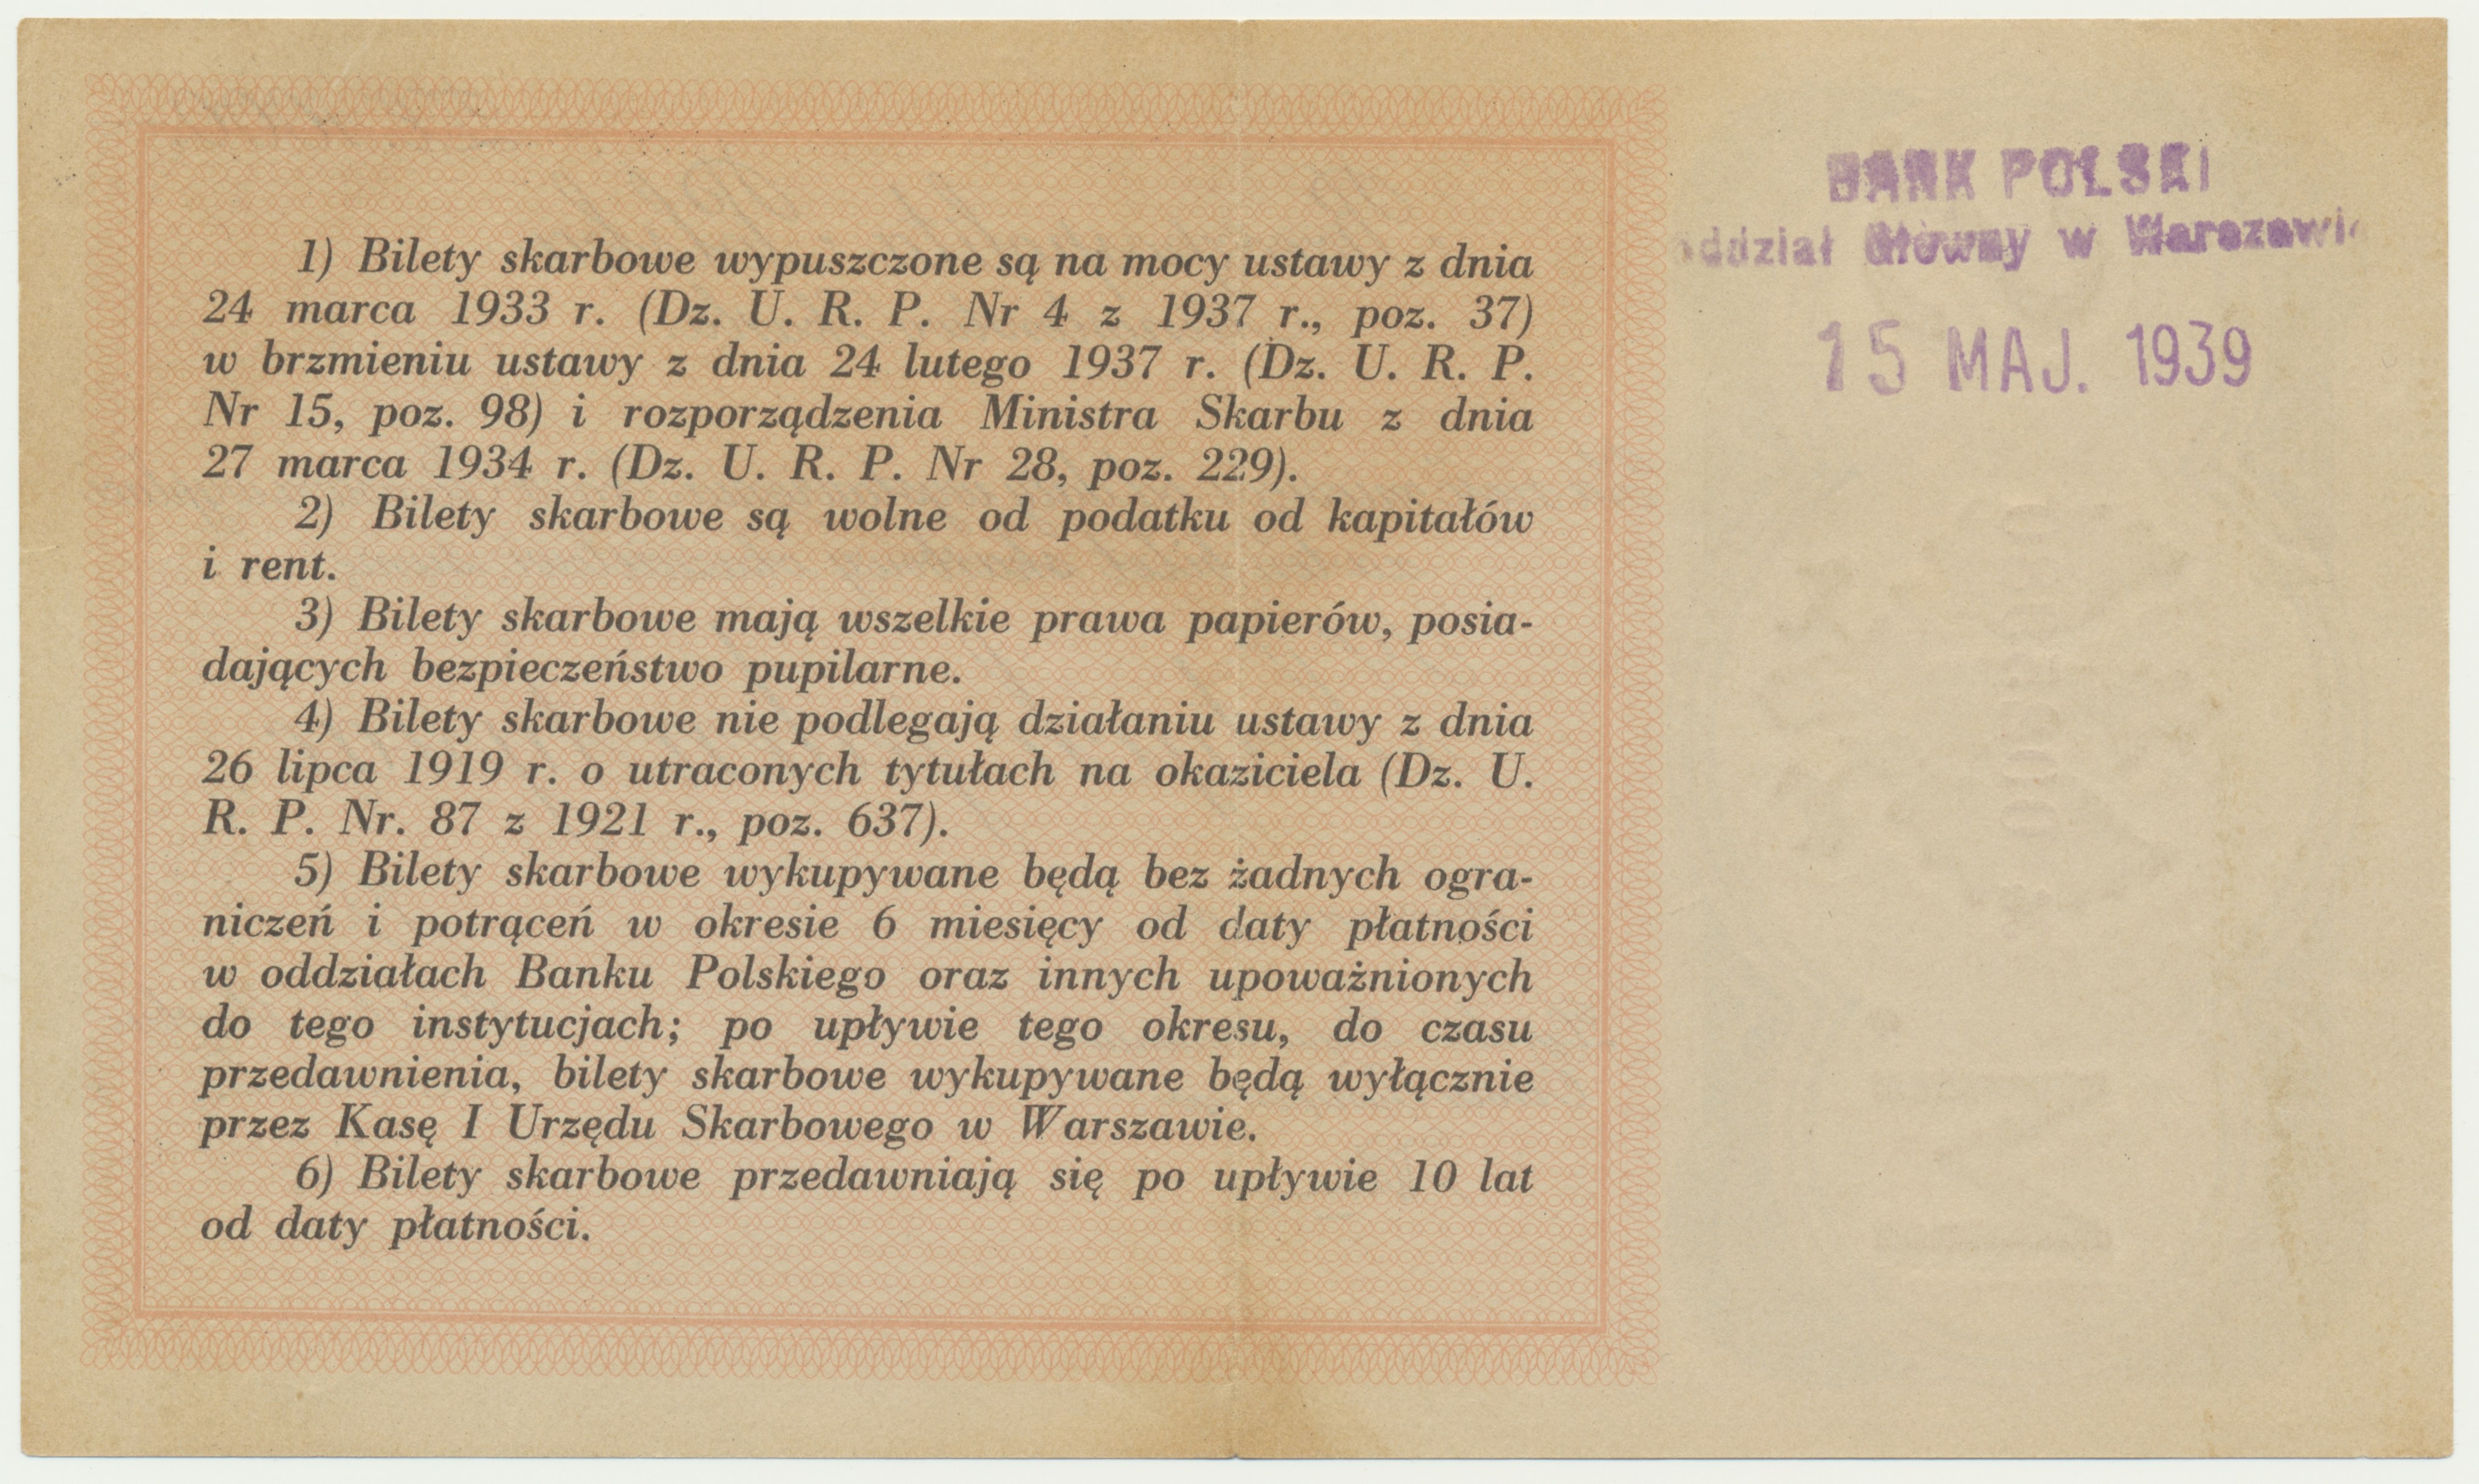 1) Bilety skarbowe wypuszczone są na mocy ustawy z dnia
24 marca 1933 r. (Dz. U. R. P. Nr 4 z 1937 r., poz. 37)
w brzmieniu ustawy z dnia 24 lutego 1937 r. (Dz. U. R. P.
Nr 15, poz. 98) i rozporządzenia Ministra Skarbu z dnia
27 marca 1934 r. (Dz. U. R. P. Nr 28, poz. 229).
2) Bilety skarbowe są wolne od podatku od kapitałów
i rent.
3) Bilety skarbowe mają wszelkie prawa papierów, posia-
dających bezpieczeństwo pupilarne.
4) Bilety skarbowe nie podlegają działaniu ustawy z dnia
26 lipca 1919 r. o utraconych tytułach na okaziciela (Dz. U.
R. P. Nr. 87 z 1921 r., poz. 637).
5) Bilety skarbowe wykupywane będą bez żadnych ogra-
niczeń i potrąceń w okresie 6 miesięcy od daty płatności
w oddziałach Banku Polskiego oraz innych upoważnionych
do tego instytucjach; po upływie tego okresu, do czasu
przedawnienia, bilety skarbowe wykupywane będą wyłącznie
przez Kasę I Urzędu Skarbowego w Warszawie.
6) Bilety skarbowe przedawniają się po upływie 10 lat
od daty płatności.
BANK POLSKI
ddział Główny w Warszawi
15 MAJ. 1939